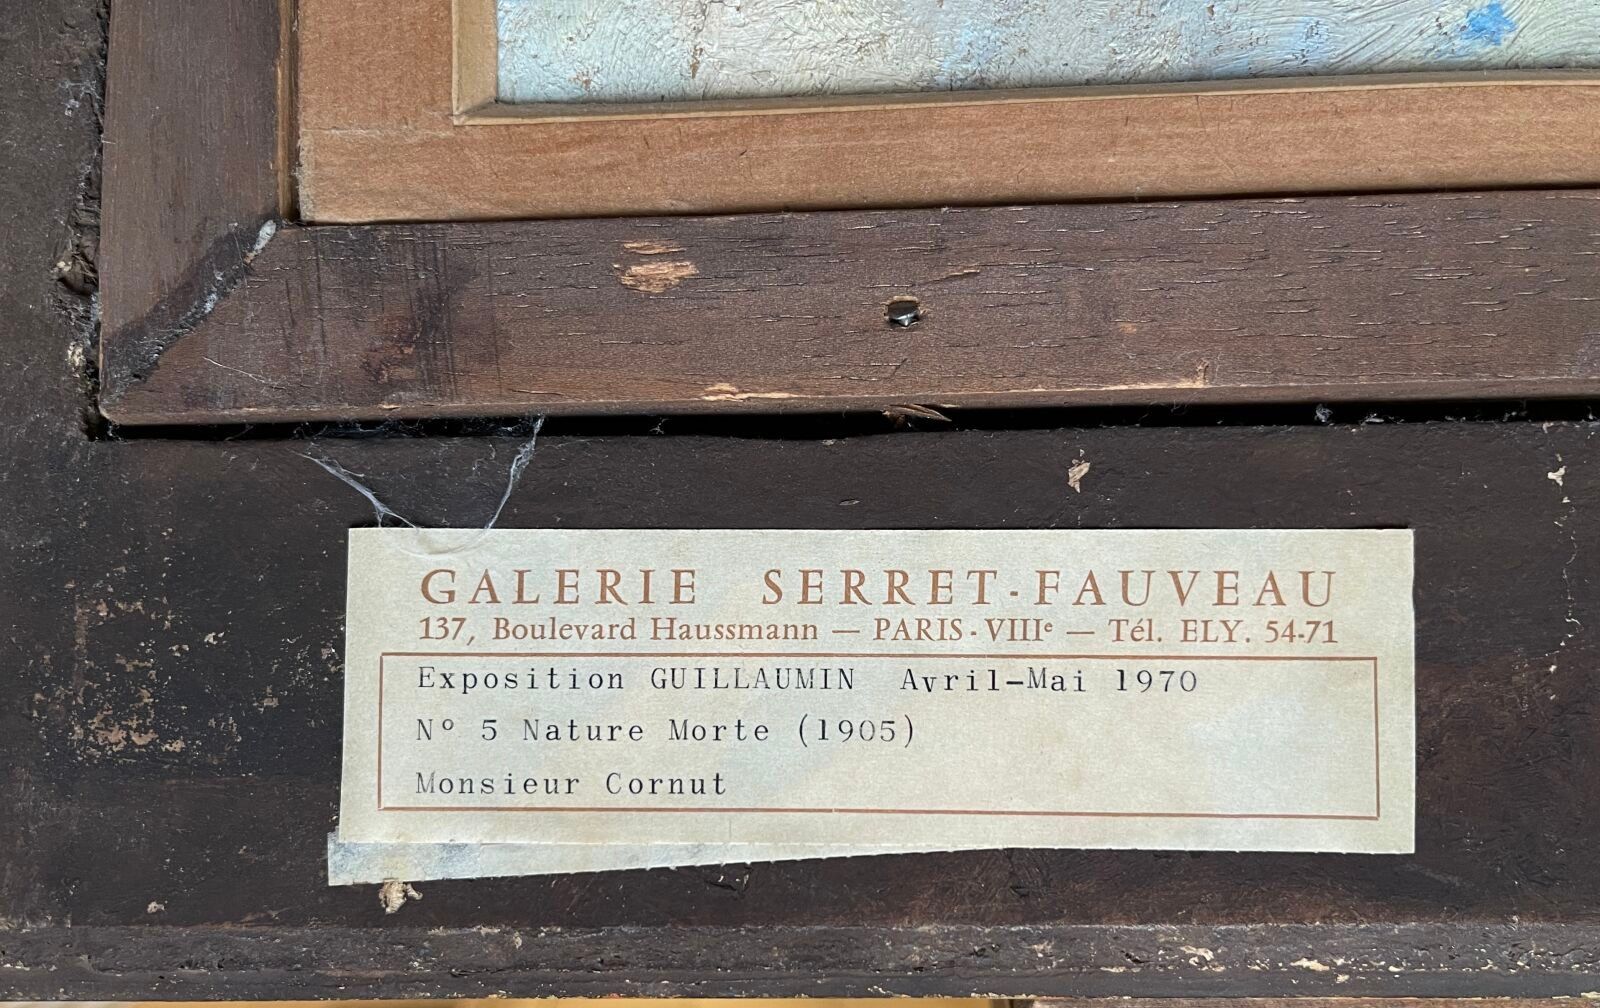 GALERIE SERRET-FAUVEAU
137, Boulevard Haussmann — PARIS-VIIIᵉ — Tél. ELY. 54-71
Exposition GUILLAUMIN Avril-Mai 1970
N° 5 Nature Morte (1905)
Monsieur Cornut